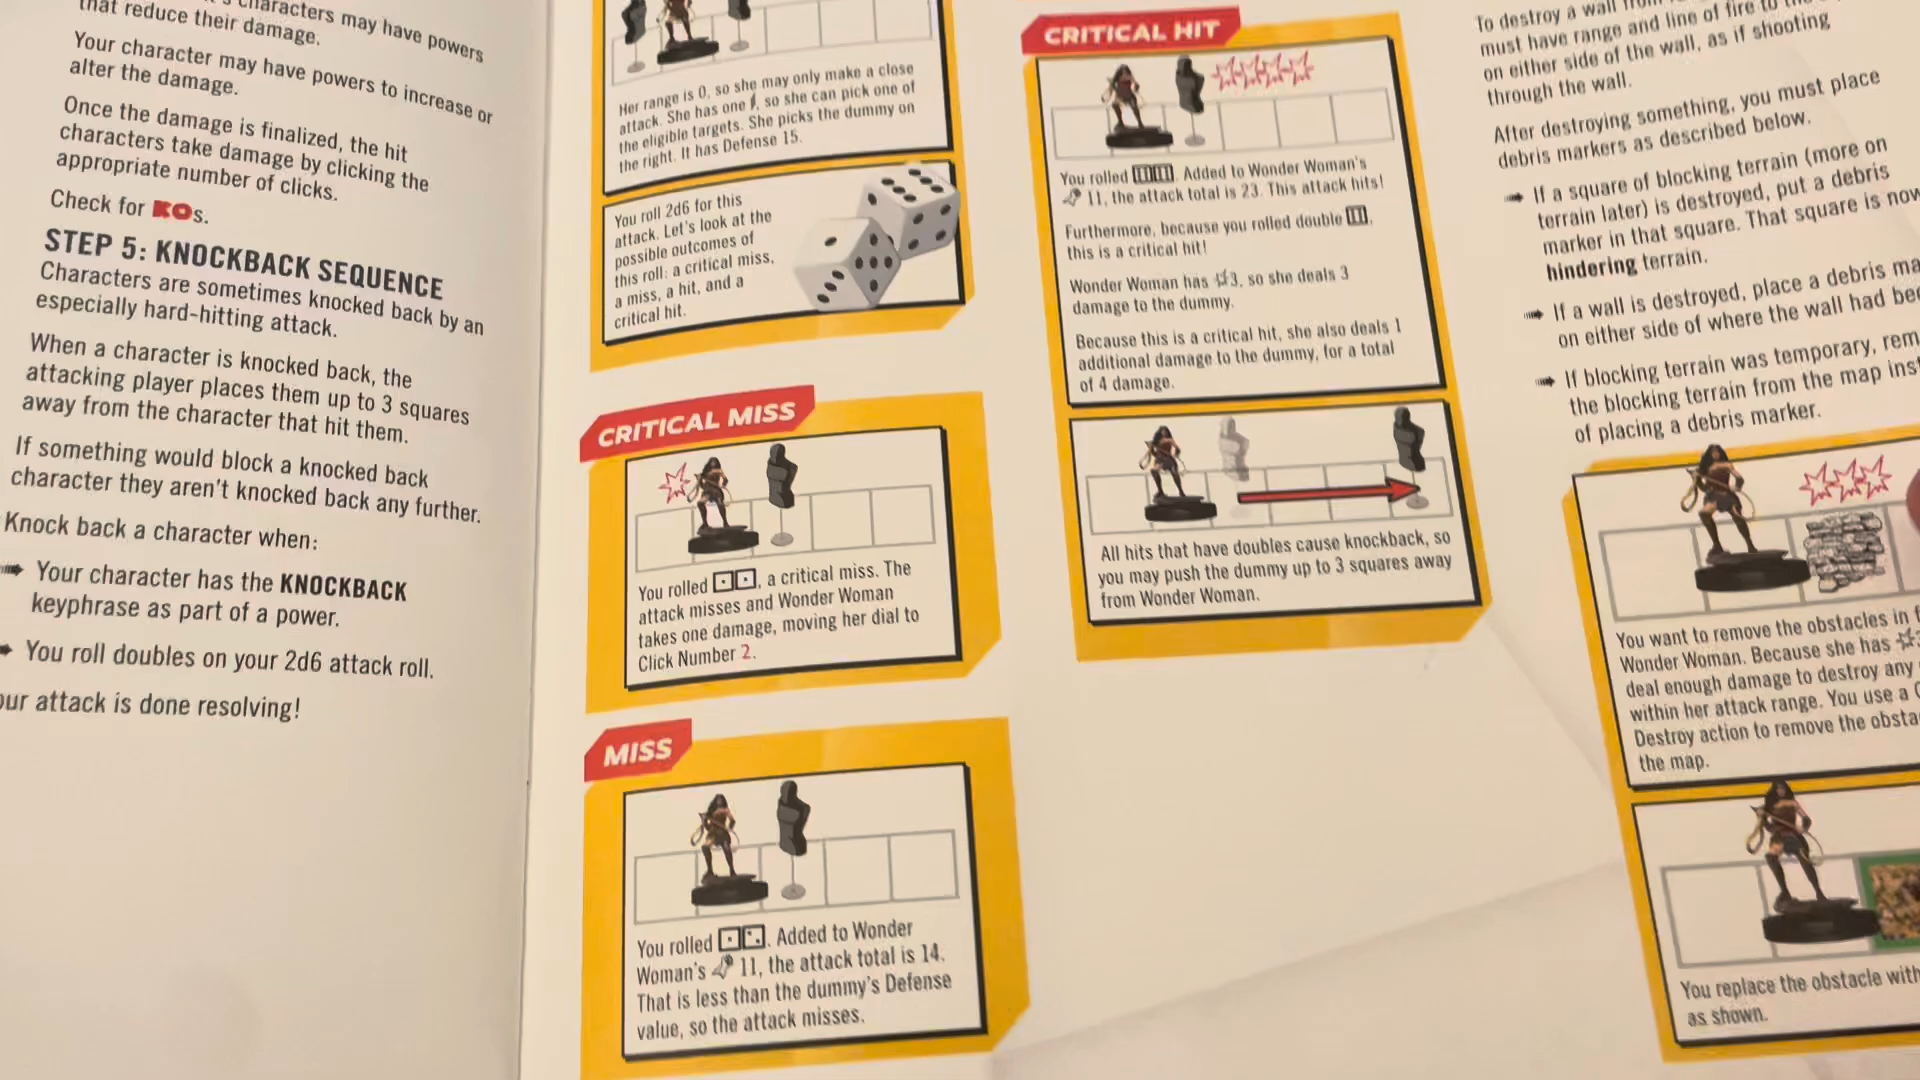 characters may have powers
that reduce their damage.
Your character may have powers to increase or
alter the damage.
Once the damage is finalized, the hit
characters take damage by clicking the
appropriate number of clicks.
Check for KOs.
STEP 5: KNOCKBACK SEQUENCE
Characters are sometimes knocked back by an
especially hard-hitting attack.
When a character is knocked back, the
attacking player places them up to 3 squares
away from the character that hit them.
If something would block a knocked back
character they aren't knocked back any further.
Knock back a character when:
Your character has the KNOCKBACK
keyphrase as part of a power.
You roll doubles on your 2d6 attack roll.
our attack is done resolving!
Her range is 0, so she may only make a close
attack. She has one , so she can pick one of
the eligible targets. She picks the dummy on
the right. It has Defense 15.
You roll 2d6 for this
attack. Let's look at the
possible outcomes of
this roll: a critical miss,
a miss, a hit, and a
critical hit.
CRITICAL MISS
You rolled , a critical miss. The
attack misses and Wonder Woman
takes one damage, moving her dial to
Click Number 2.
MISS
You rolled . Added to Wonder
Woman's 11, the attack total is 14.
That is less than the dummy's Defense
value, so the attack misses.
CRITICAL HIT
You rolled . Added to Wonder Woman's
11, the attack total is 23. This attack hits!
Furthermore, because you rolled double ,
this is a critical hit!
Wonder Woman has 3, so she deals 3
damage to the dummy.
Because this is a critical hit, she also deals 1
additional damage to the dummy, for a total
of 4 damage.
All hits that have doubles cause knockback, so
you may push the dummy up to 3 squares away
from Wonder Woman.
To destroy a wall
must have range and line of fire to
on either side of the wall, as if shooting
through the wall.
After destroying something, you must place
debris markers as described below.
If a square of blocking terrain (more on
terrain later) is destroyed, put a debris
marker in that square. That square is now
hindering terrain.
If a wall is destroyed, place a debris
on either side of where the wall had
If blocking terrain was temporary,
the blocking terrain from the map
of placing a debris marker.
You want to remove the obstacles in
Wonder Woman. Because she has
deal enough damage to destroy any
within her attack range. You use a
Destroy action to remove the
the map.
You replace the obstacle with
as shown.